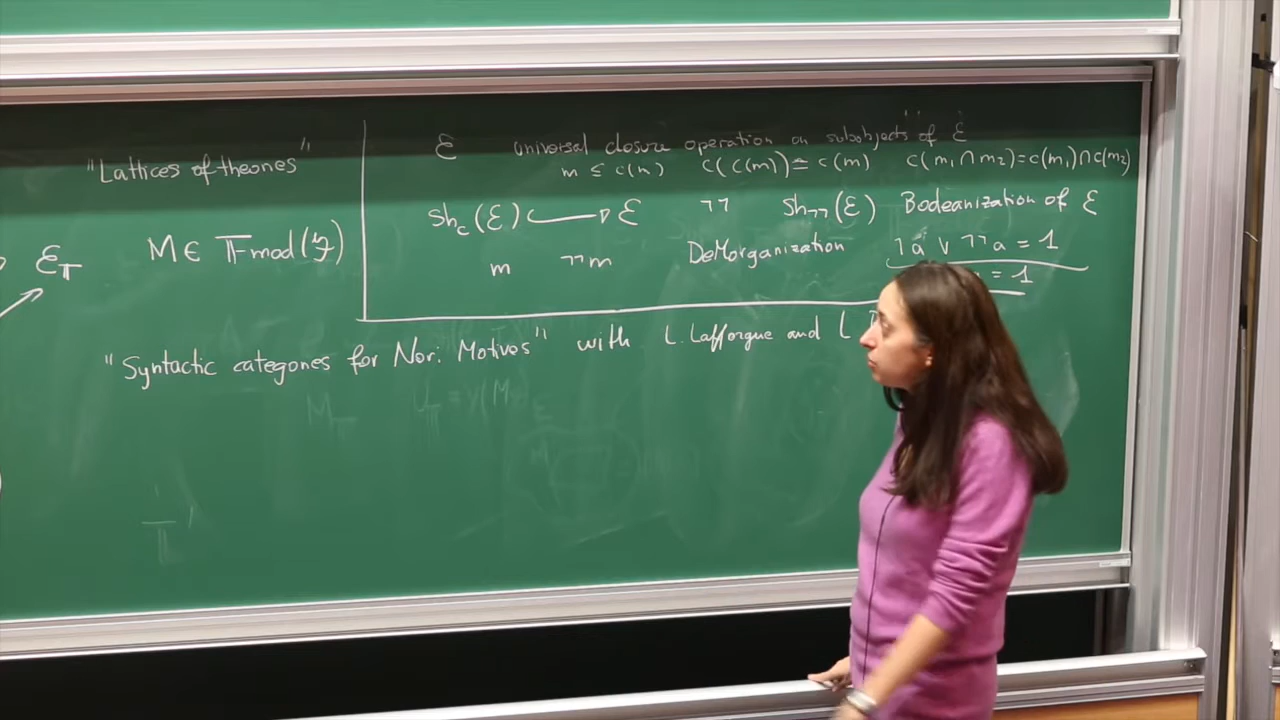 ℰ universal closure operation on subobjects" of ℰ
"Lattices of theories" m ≤ c(m) c(c(m)) = c(m) c(m₁ ∩ m₂) = c(m₁) ∩ c(m₂)
sh_c(ℰ) ↪ ℰ ¬¬ Sh_¬¬(ℰ) Booleanization of ℰ
ℰ_𝕋 M ∈ 𝕋-mod(𝓕)
m ¬¬m DeMorganization ¬a ∨ ¬¬a = 1
= 1
"Syntactic categories for Nori Motives" with L. Lafforgue and L